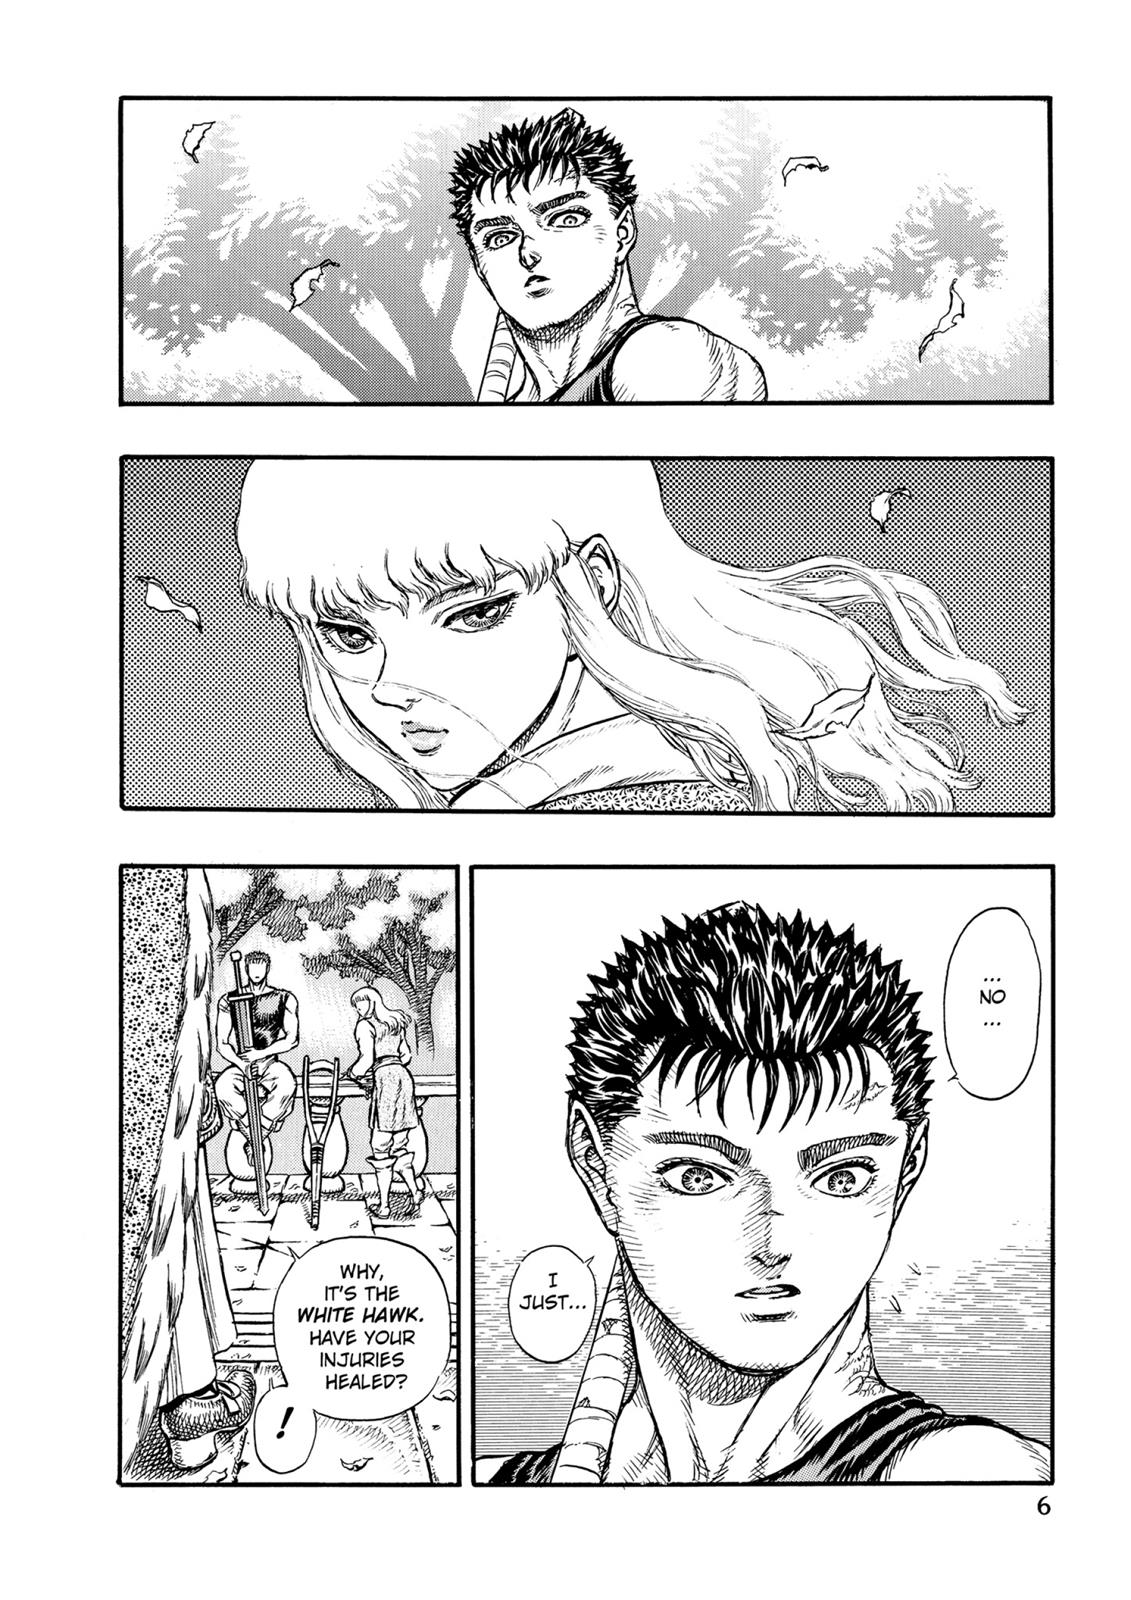 ...
NO
...
I
JUST...
WHY,
IT'S THE
WHITE HAWK.
HAVE YOUR
INJURIES
HEALED?
!
6